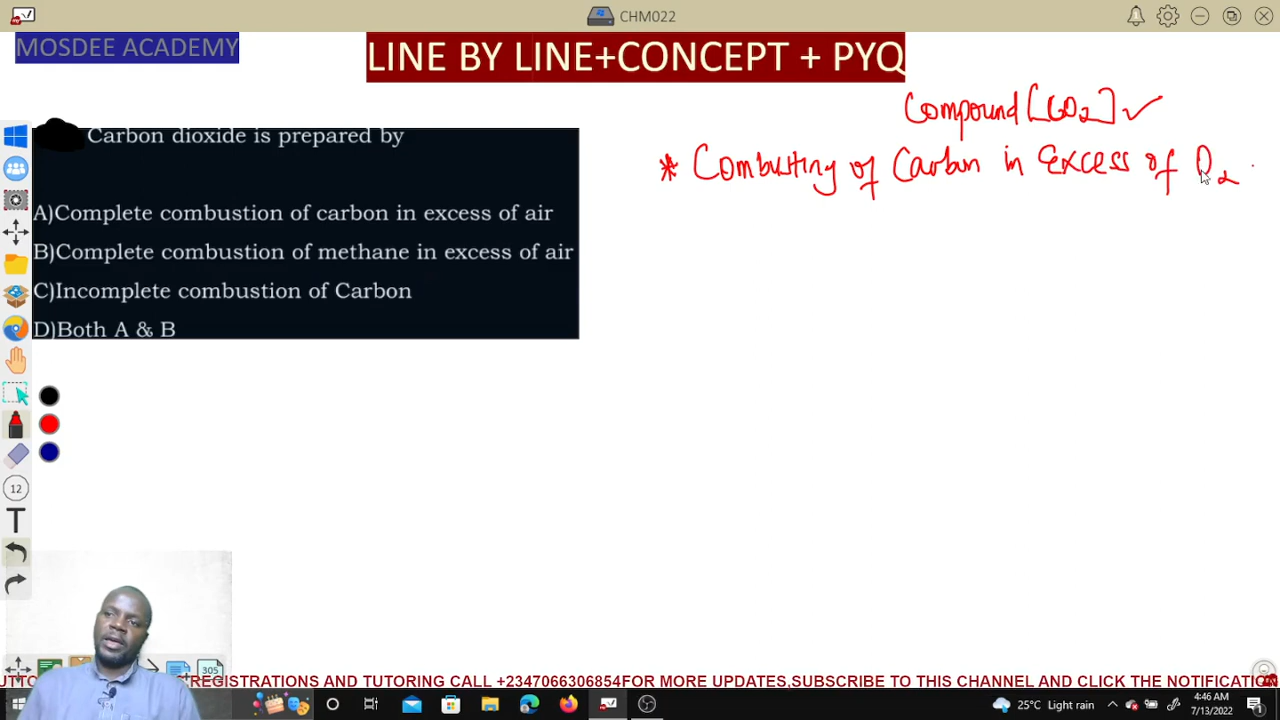 CHM022
MOSDEE ACADEMY
LINE BY LINE+CONCEPT + PYQ
Compound [CO2] ✓
* Combusting of Carbon in Excess of O2
Carbon dioxide is prepared by
A)Complete combustion of carbon in excess of air
B)Complete combustion of methane in excess of air
C)Incomplete combustion of Carbon
D)Both A & B
12
T
305
REGISTRATIONS AND TUTORING CALL +2347066306854FOR MORE UPDATES,SUBSCRIBE TO THIS CHANNEL AND CLICK THE NOTIFICATION
25°C Light rain
4:46 AM
7/13/2022